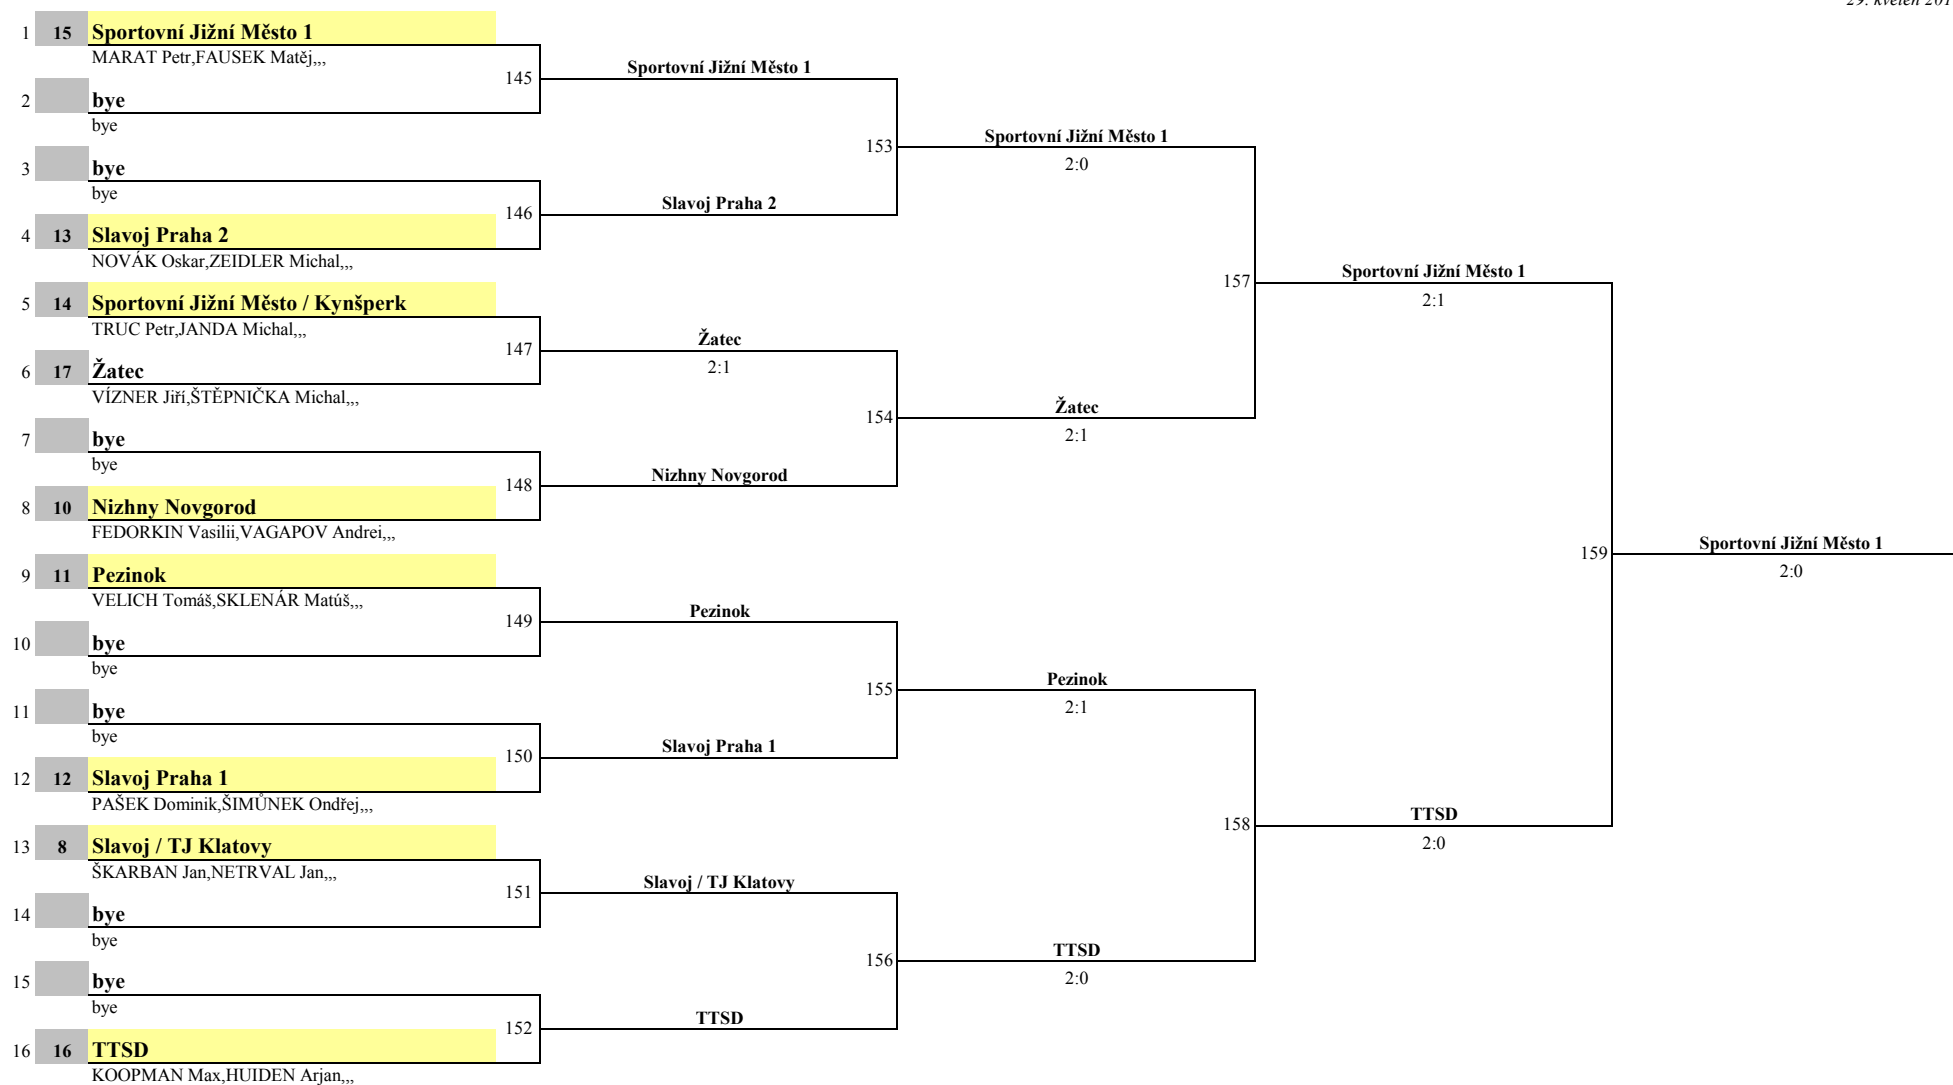 29. květen 201
1 15 Sportovní Jižní Město 1
MARAT Petr,FAUSEK Matěj,,,
145
Sportovní Jižní Město 1
2 bye
bye
153
Sportovní Jižní Město 1
2:0
3 bye
bye
146
Slavoj Praha 2
4 13 Slavoj Praha 2
NOVÁK Oskar,ZEIDLER Michal,,,
157
Sportovní Jižní Město 1
2:1
5 14 Sportovní Jižní Město / Kynšperk
TRUC Petr,JANDA Michal,,,
147
Žatec
2:1
6 17 Žatec
VÍZNER Jiří,ŠTĚPNIČKA Michal,,,
154
Žatec
2:1
7 bye
bye
148
Nizhny Novgorod
8 10 Nizhny Novgorod
FEDORKIN Vasilii,VAGAPOV Andrei,,,
159
Sportovní Jižní Město 1
2:0
9 11 Pezinok
VELICH Tomáš,SKLENÁR Matúš,,,
149
Pezinok
10 bye
bye
155
Pezinok
2:1
11 bye
bye
150
Slavoj Praha 1
12 12 Slavoj Praha 1
PAŠEK Dominik,ŠIMŮNEK Ondřej,,,
158
TTSD
2:0
13 8 Slavoj / TJ Klatovy
ŠKARBAN Jan,NETRVAL Jan,,,
151
Slavoj / TJ Klatovy
14 bye
bye
156
TTSD
2:0
15 bye
bye
152
TTSD
16 16 TTSD
KOOPMAN Max,HUIDEN Arjan,,,